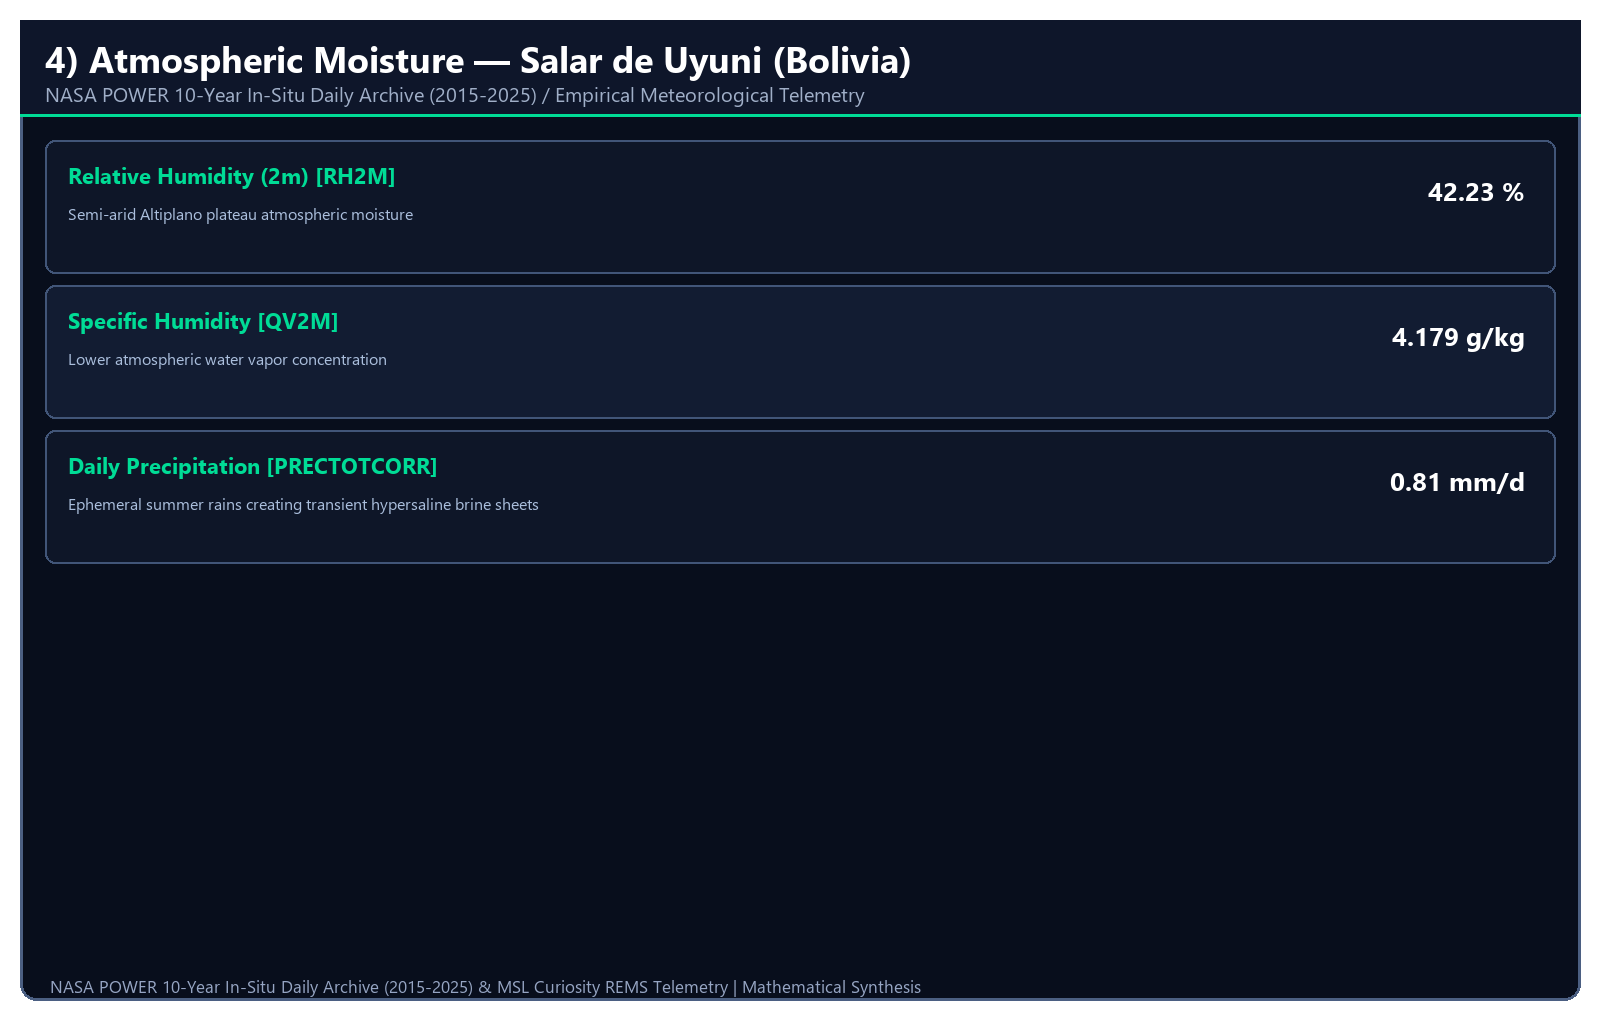 4) Atmospheric Moisture — Salar de Uyuni (Bolivia)
NASA POWER 10-Year In-Situ Daily Archive (2015-2025) / Empirical Meteorological Telemetry
Relative Humidity (2m) [RH2M]
42.23 %
Semi-arid Altiplano plateau atmospheric moisture
Specific Humidity [QV2M]
4.179 g/kg
Lower atmospheric water vapor concentration
Daily Precipitation [PRECTOTCORR]
0.81 mm/d
Ephemeral summer rains creating transient hypersaline brine sheets
NASA POWER 10-Year In-Situ Daily Archive (2015-2025) & MSL Curiosity REMS Telemetry | Mathematical Synthesis